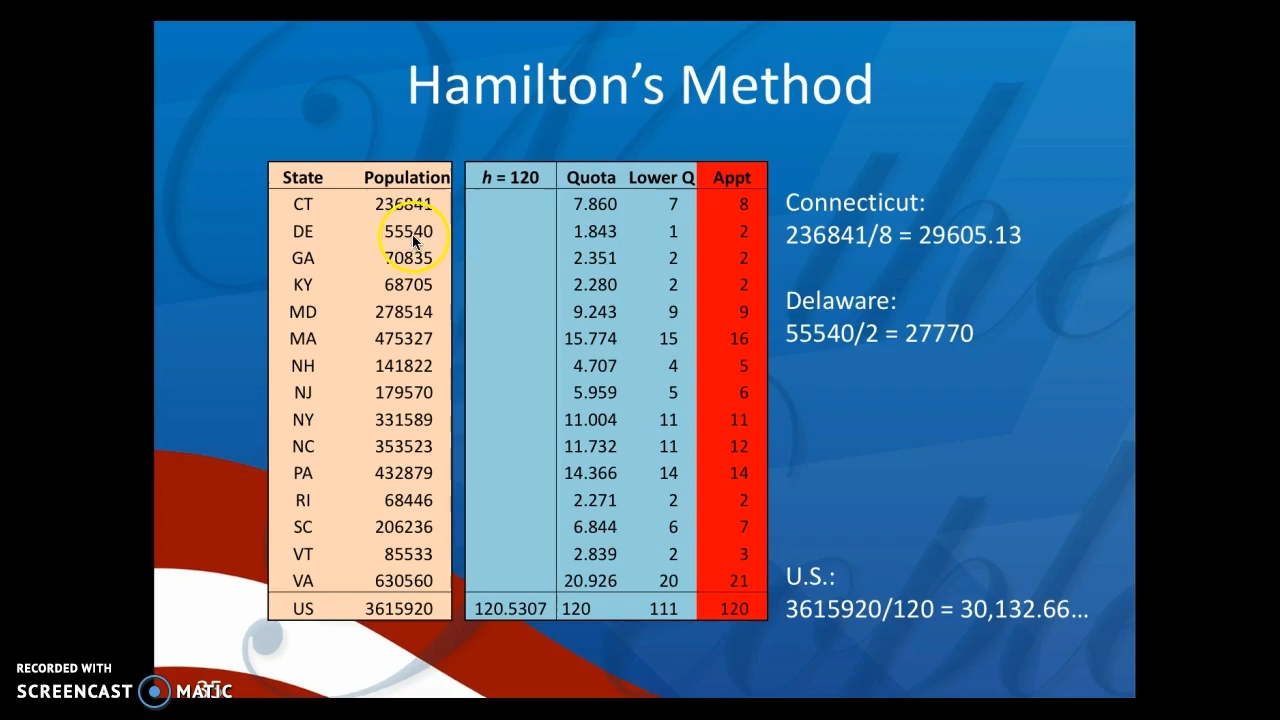 Hamilton's Method
State Population h = 120 Quota Lower Q Appt
CT 236841 7.860 7 8
DE 55540 1.843 1 2
GA 70835 2.351 2 2
KY 68705 2.280 2 2
MD 278514 9.243 9 9
MA 475327 15.774 15 16
NH 141822 4.707 4 5
NJ 179570 5.959 5 6
NY 331589 11.004 11 11
NC 353523 11.732 11 12
PA 432879 14.366 14 14
RI 68446 2.271 2 2
SC 206236 6.844 6 7
VT 85533 2.839 2 3
VA 630560 20.926 20 21
US 3615920 120.5307 120 111 120
Connecticut:
236841/8 = 29605.13
Delaware:
55540/2 = 27770
U.S.:
3615920/120 = 30,132.66...
RECORDED WITH
SCREENCAST MATIC